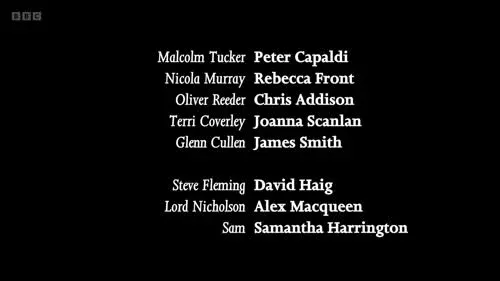 BBC
Malcolm Tucker Peter Capaldi
Nicola Murray Rebecca Front
Oliver Reeder Chris Addison
Terri Coverley Joanna Scanlan
Glenn Cullen James Smith
Steve Fleming David Haig
Lord Nicholson Alex Macqueen
Sam Samantha Harrington